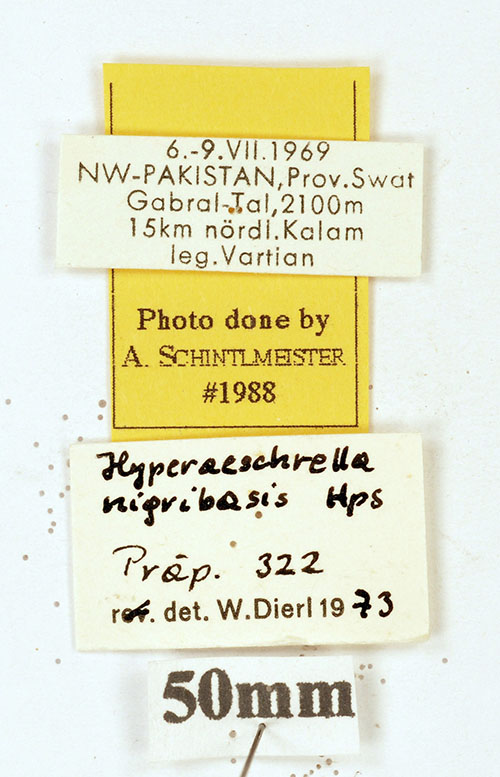 6.-9.VII.1969
NW-PAKISTAN,Prov.Swat
Gabral-Tal,2100m
15km nördl.Kalam
leg.Vartian
Photo done by
A. SCHINTLMEISTER
#1988
Hyperaeschrella
nigribasis Hps
Präp. 322
rev. det. W.Dierl 1973
50mm